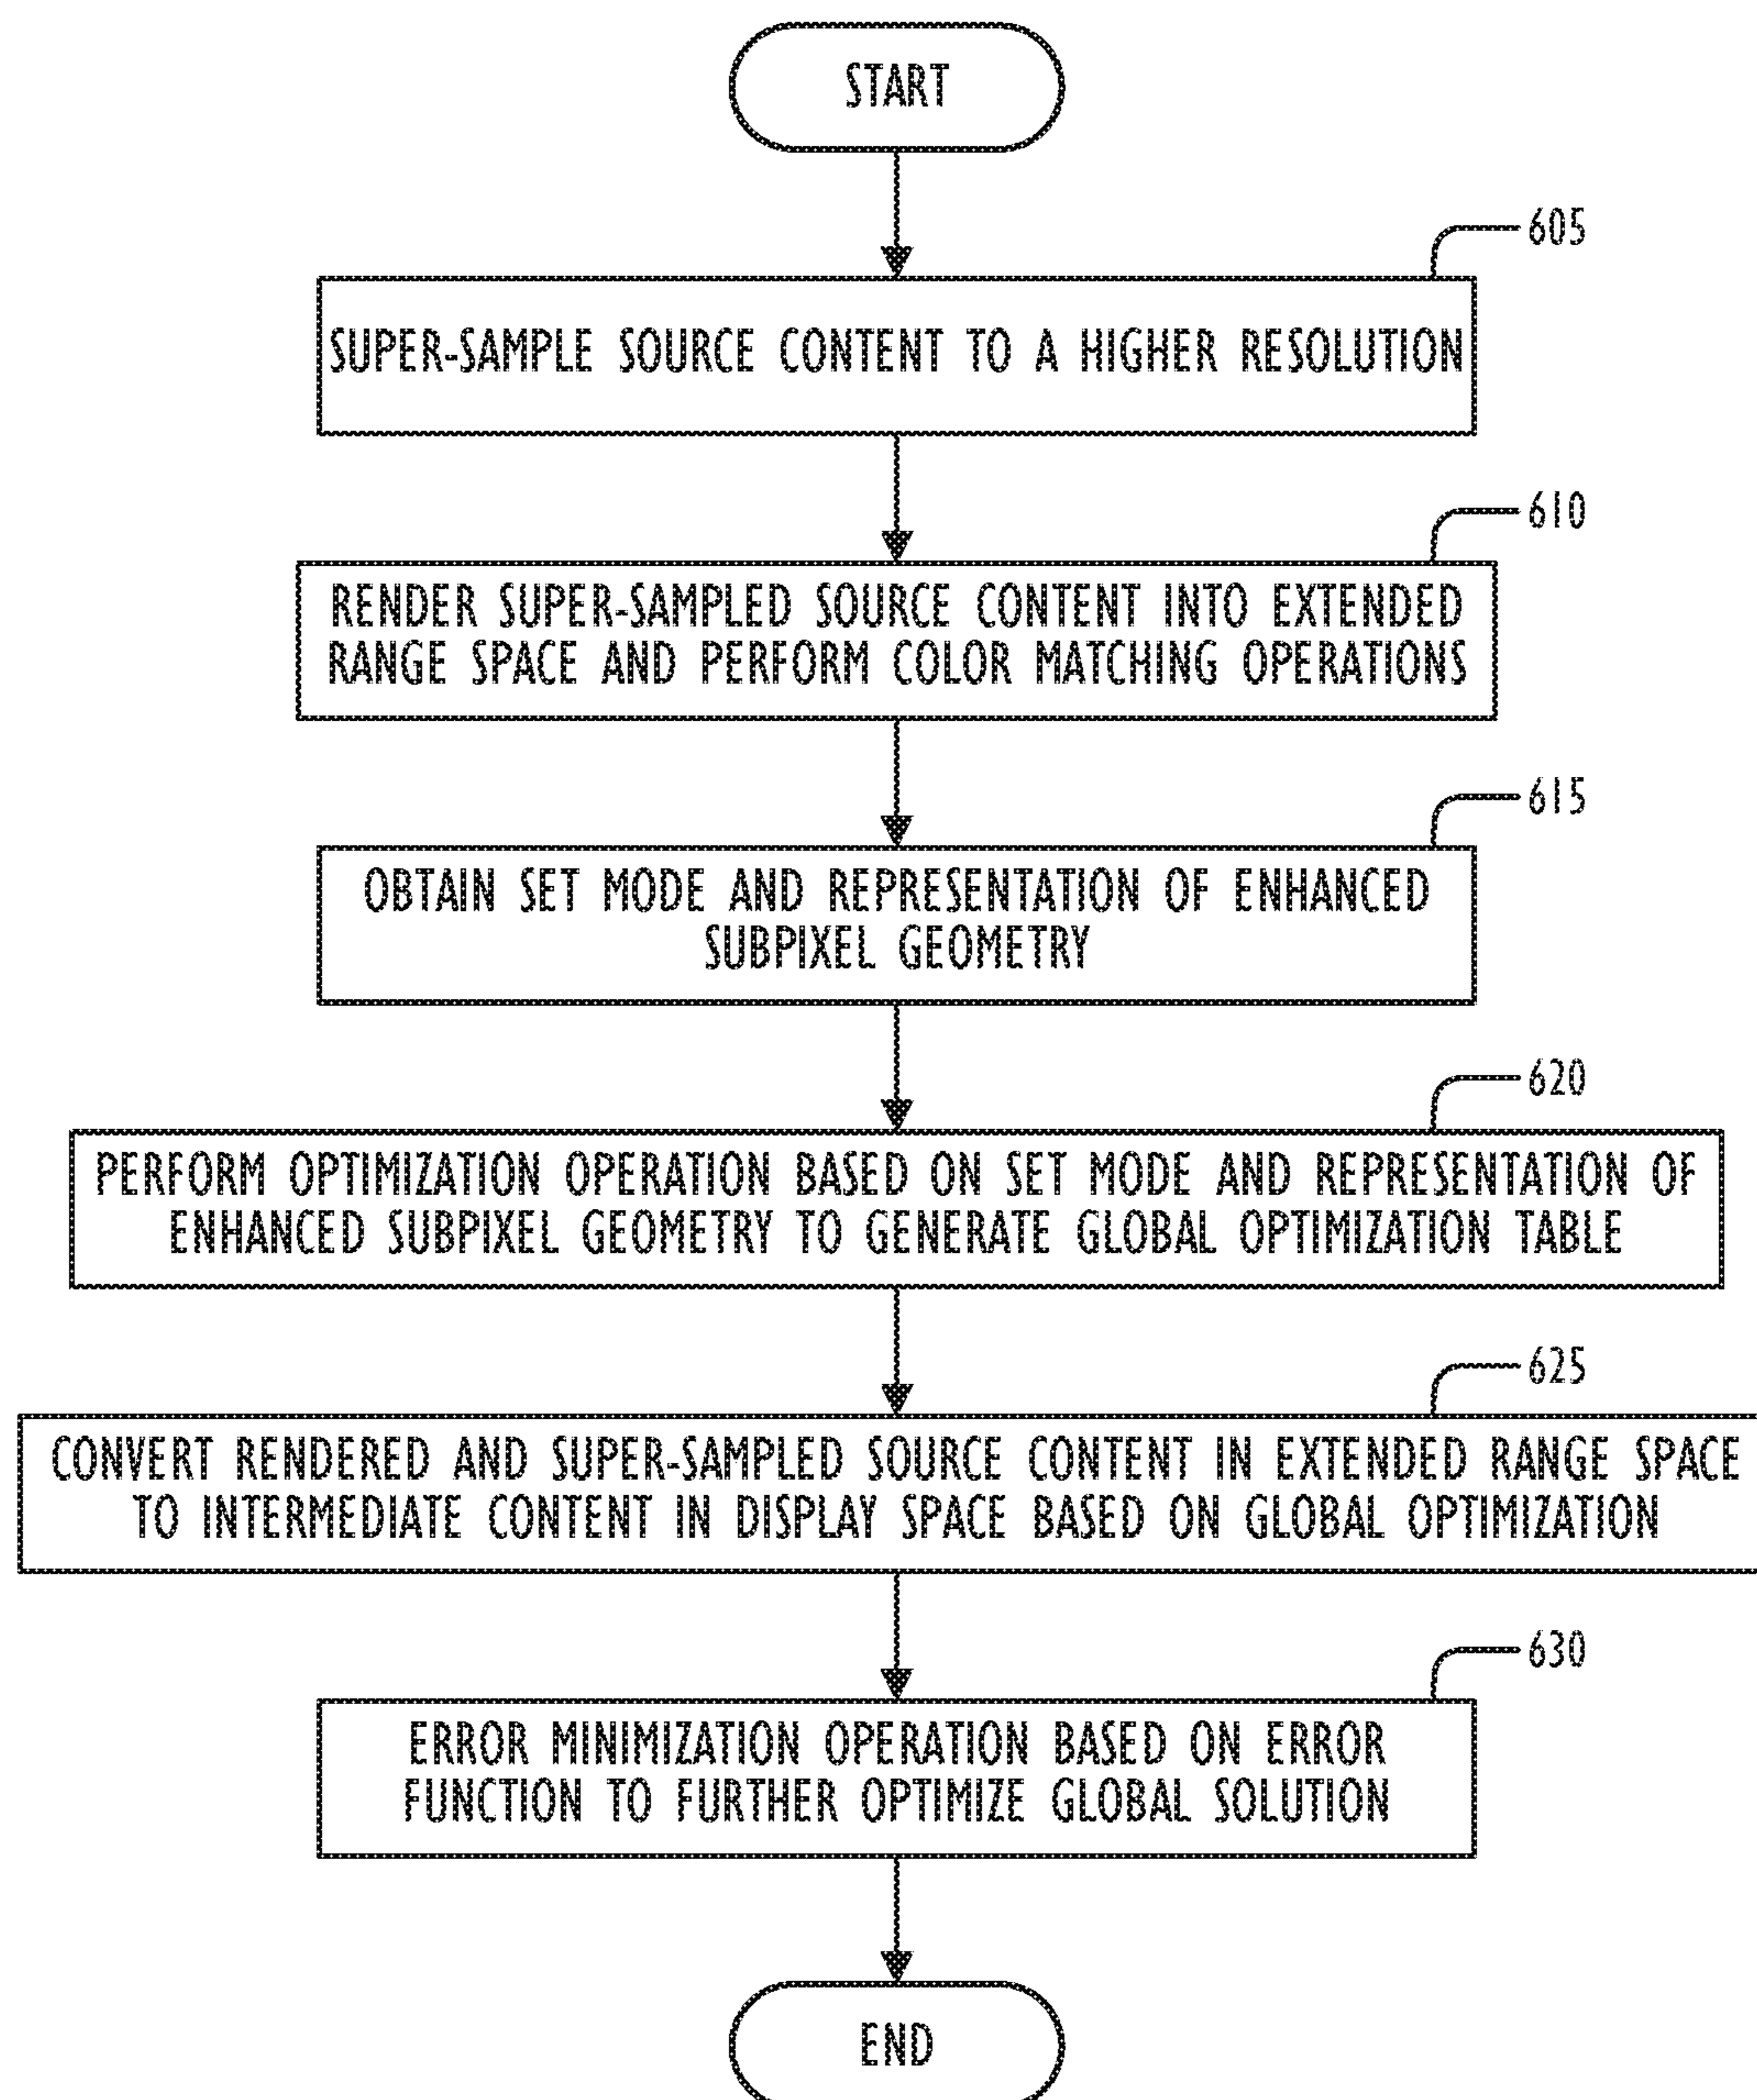 START
605
SUPER-SAMPLE SOURCE CONTENT TO A HIGHER RESOLUTION
610
RENDER SUPER-SAMPLED SOURCE CONTENT INTO EXTENDED
RANGE SPACE AND PERFORM COLOR MATCHING OPERATIONS
615
OBTAIN SET MODE AND REPRESENTATION OF ENHANCED
SUBPIXEL GEOMETRY
620
PERFORM OPTIMIZATION OPERATION BASED ON SET MODE AND REPRESENTATION OF
ENHANCED SUBPIXEL GEOMETRY TO GENERATE GLOBAL OPTIMIZATION TABLE
625
CONVERT RENDERED AND SUPER-SAMPLED SOURCE CONTENT IN EXTENDED RANGE SPACE
TO INTERMEDIATE CONTENT IN DISPLAY SPACE BASED ON GLOBAL OPTIMIZATION
630
ERROR MINIMIZATION OPERATION BASED ON ERROR
FUNCTION TO FURTHER OPTIMIZE GLOBAL SOLUTION
END